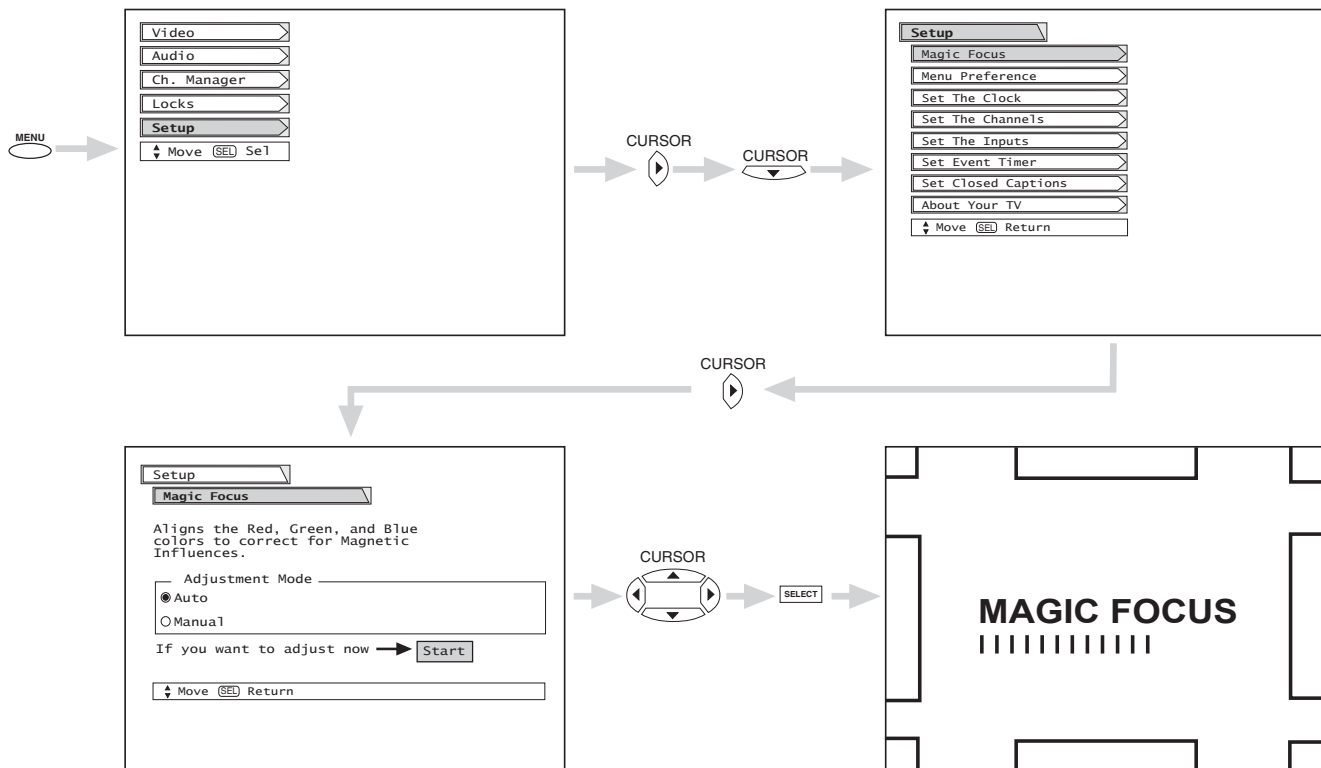 MENU
Video
Audio
Ch. Manager
Locks
Setup
Move SEL Sel
CURSOR
CURSOR
Setup
Magic Focus
Menu Preference
Set The Clock
Set The Channels
Set The Inputs
Set Event Timer
Set Closed Captions
About Your TV
Move SEL Return
CURSOR
Setup
Magic Focus
Aligns the Red, Green, and Blue
colors to correct for Magnetic
Influences.
Adjustment Mode
Auto
Manual
If you want to adjust now Start
Move SEL Return
CURSOR
SELECT
MAGIC FOCUS